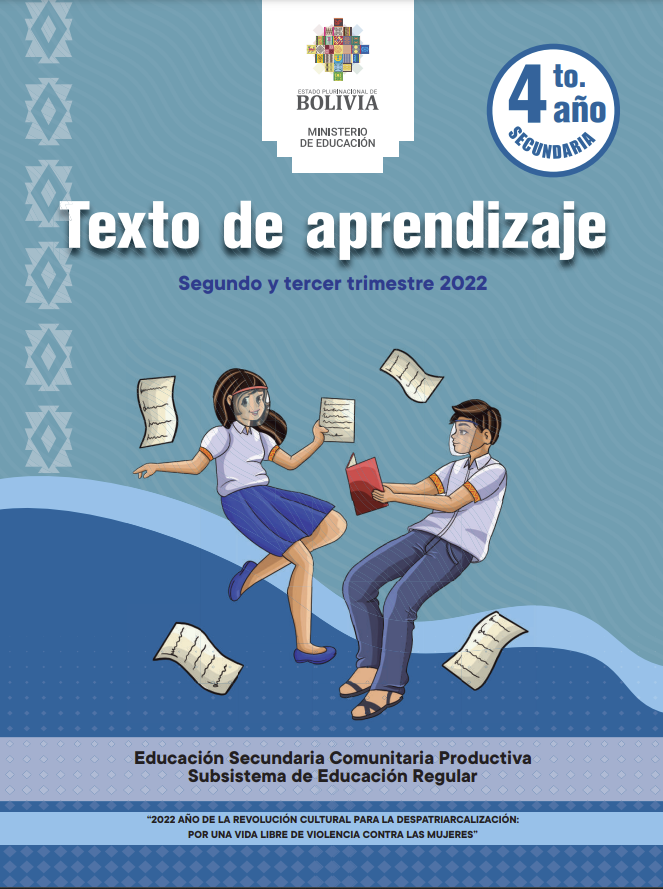 ESTADO PLURINACIONAL DE
BOLIVIA
MINISTERIO
DE EDUCACIÓN
4to.
año
SECUNDARIA
Texto de aprendizaje
Segundo y tercer trimestre 2022
Educación Secundaria Comunitaria Productiva
Subsistema de Educación Regular
“2022 AÑO DE LA REVOLUCIÓN CULTURAL PARA LA DESPATRIARCALIZACIÓN:
POR UNA VIDA LIBRE DE VIOLENCIA CONTRA LAS MUJERES”